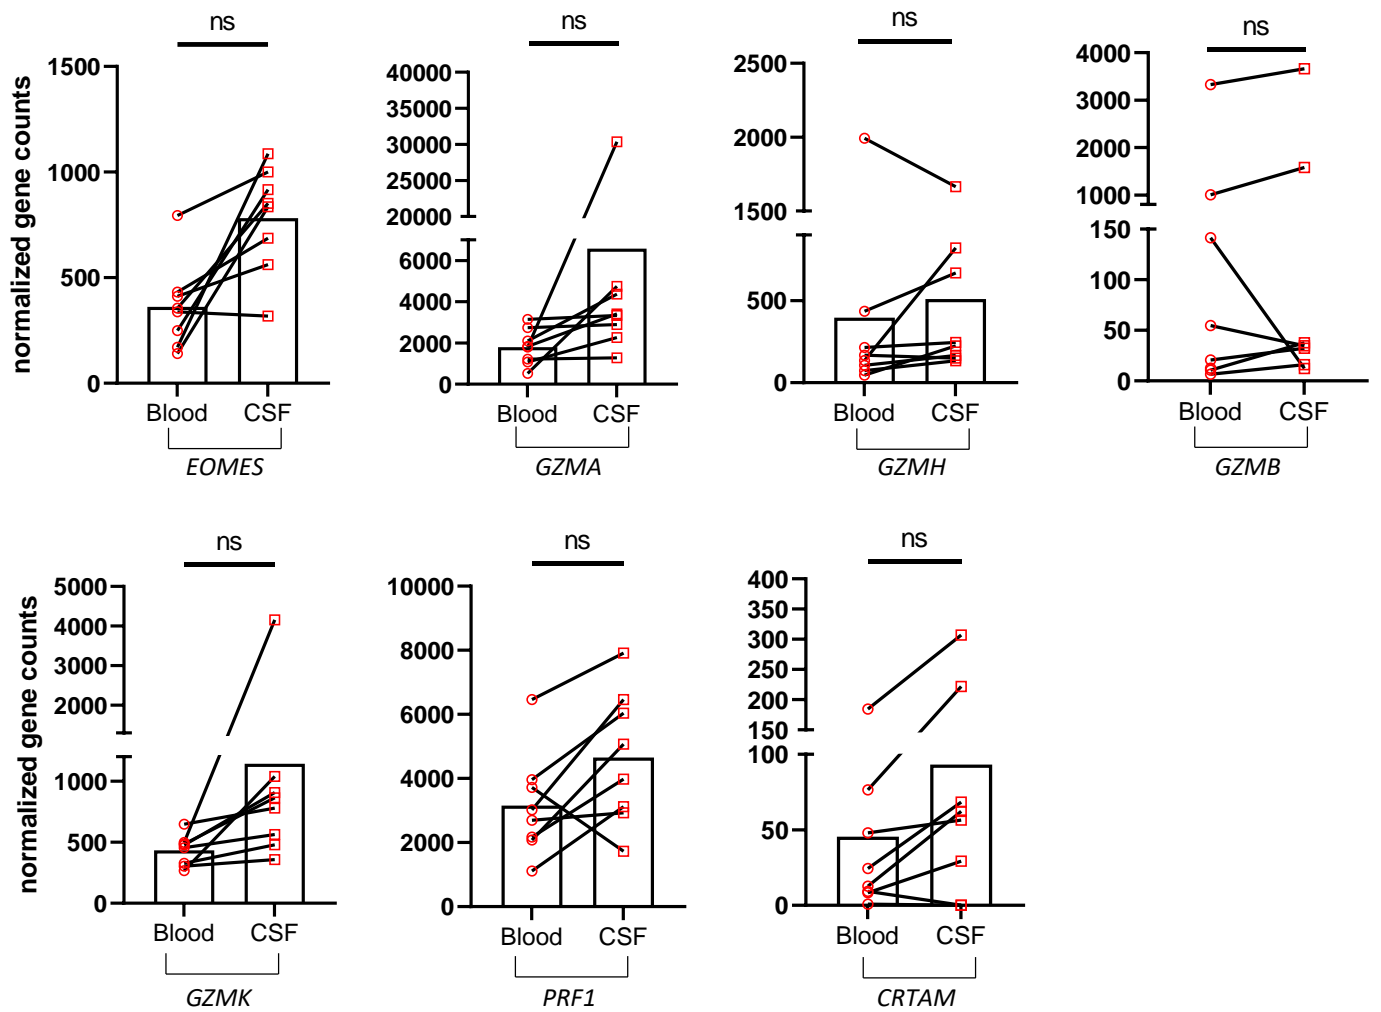 ns
normalized gene counts
1500
1000
500
0
Blood CSF
EOMES
ns
40000
35000
30000
25000
20000
6000
4000
2000
0
Blood CSF
GZMA
ns
2500
2000
1500
500
0
Blood CSF
GZMH
ns
4000
3000
2000
1000
150
100
50
0
Blood CSF
GZMB
ns
normalized gene counts
5000
4000
3000
2000
1000
500
0
Blood CSF
GZMK
ns
10000
8000
6000
4000
2000
0
Blood CSF
PRF1
ns
400
350
300
250
200
150
100
50
0
Blood CSF
CRTAM